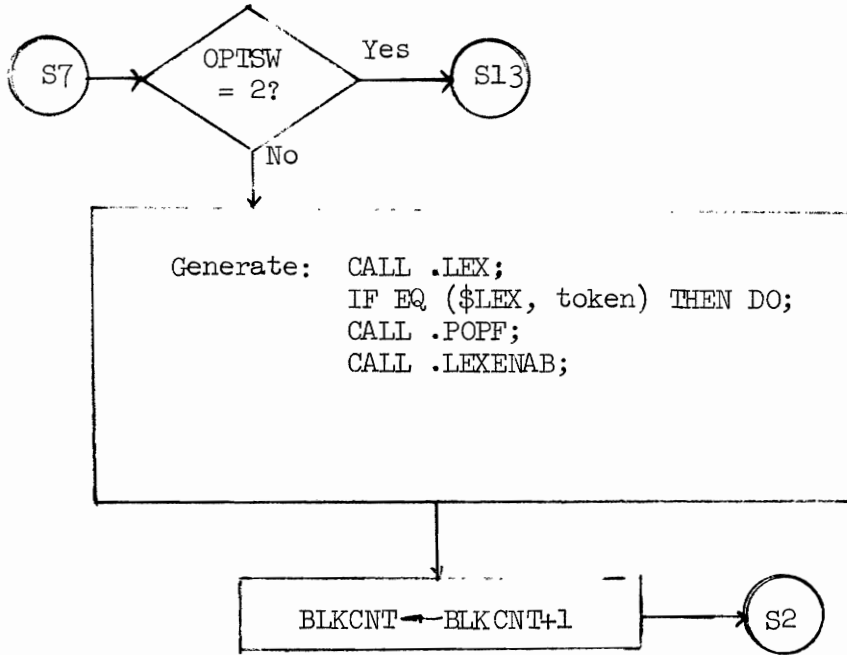 S7
OPTSW
= 2?
Yes
S13
No
Generate: CALL .LEX;
IF EQ ($LEX, token) THEN DO;
CALL .POPF;
CALL .LEXENAB;
BLKCNT←BLKCNT+1
S2